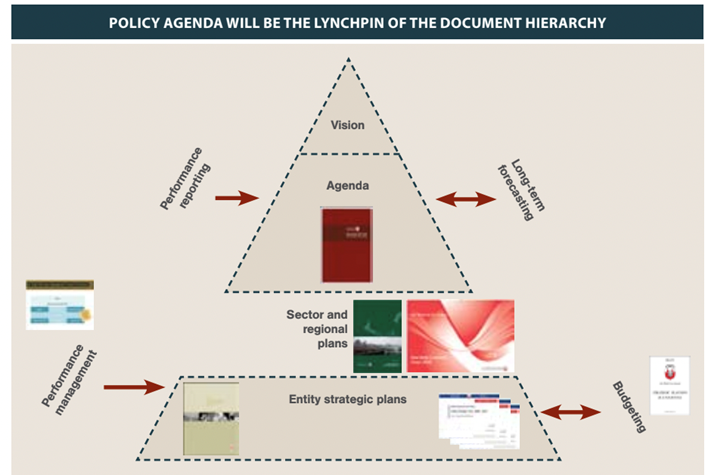 POLICY AGENDA WILL BE THE LYNCHPIN OF THE DOCUMENT HIERARCHY
Vision
Performance
reporting
Agenda
Long-term
forecasting
Sector and
regional
plans
Performance
management
Entity strategic plans
Budgeting